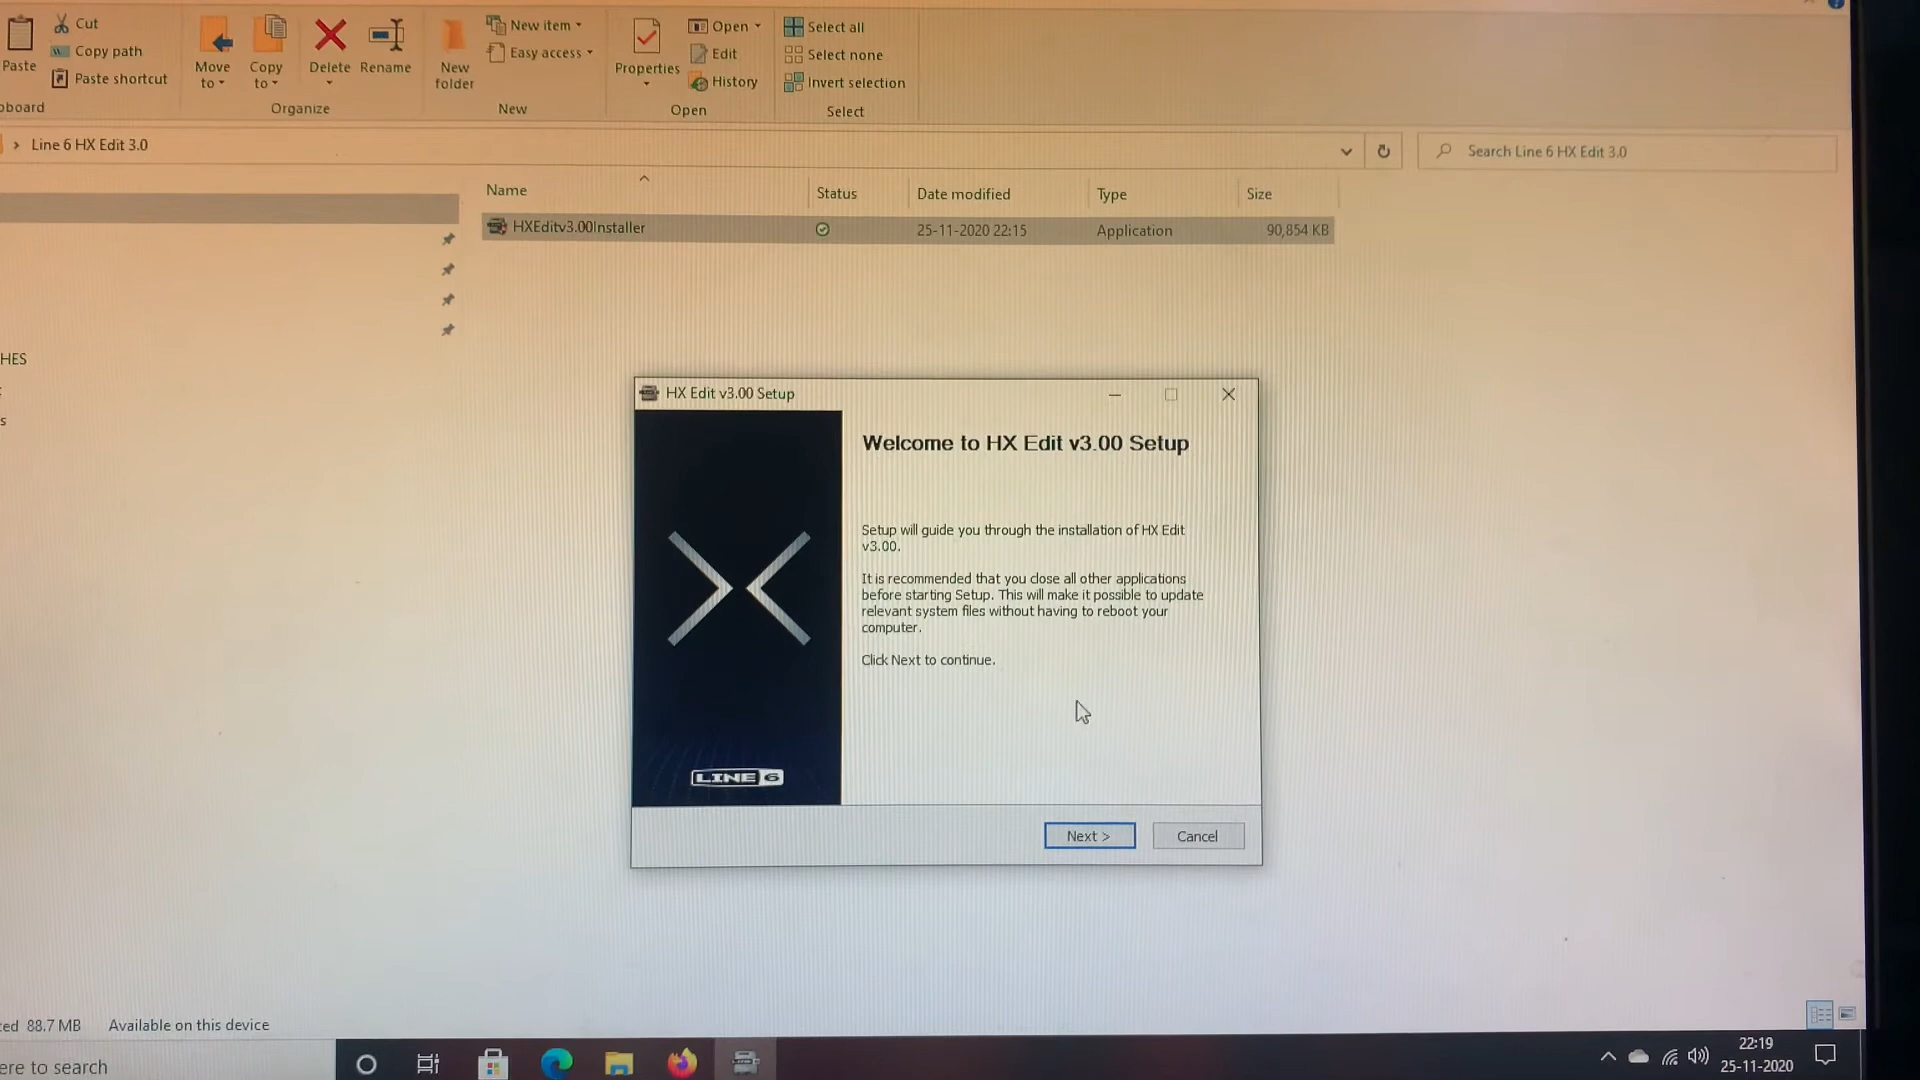 Cut
Copy path
Paste
Paste shortcut
Move to
Copy to
Delete
Rename
Organize
New folder
New item
Easy access
New
Properties
Open
Edit
History
Open
Select all
Select none
Invert selection
Select
Line 6 HX Edit 3.0
Search Line 6 HX Edit 3.0
Name
Status
Date modified
Type
Size
HXEditv3.00Installer
25-11-2020 22:15
Application
90,854 KB
HES
s
HX Edit v3.00 Setup
Welcome to HX Edit v3.00 Setup
Setup will guide you through the installation of HX Edit
v3.00.
It is recommended that you close all other applications
before starting Setup. This will make it possible to update
relevant system files without having to reboot your
computer.
Click Next to continue.
LINE 6
Next >
Cancel
88.7 MB
Available on this device
ere to search
22:19
25-11-2020